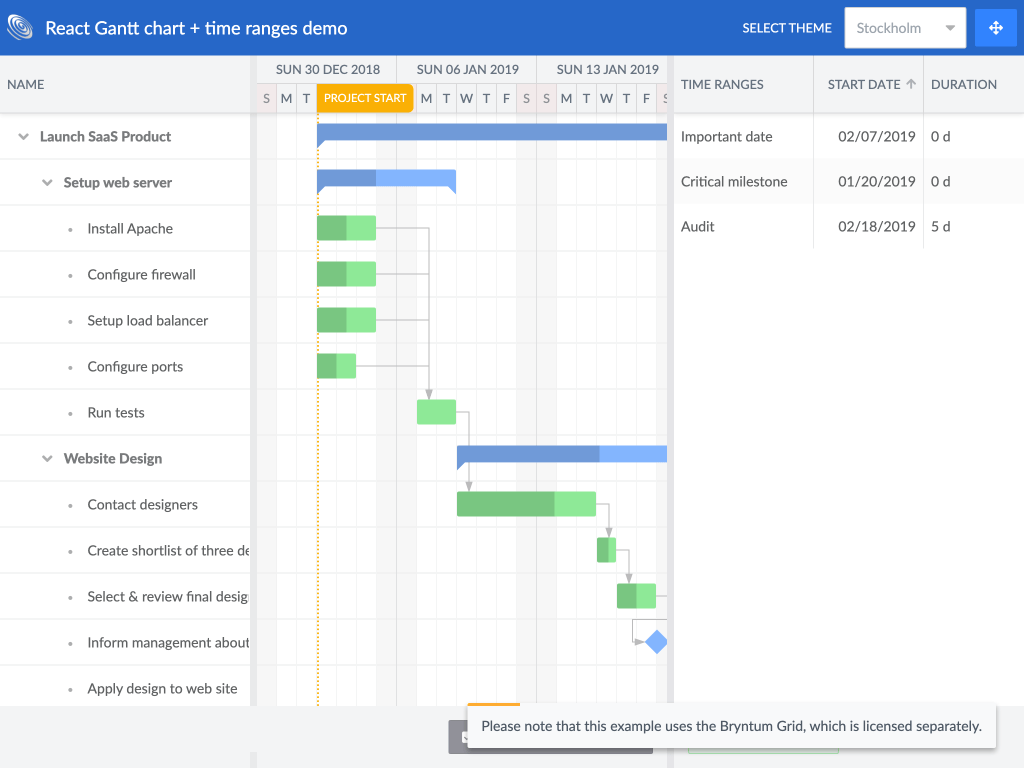 React Gantt chart + time ranges demo
SELECT THEME
Stockholm
NAME
SUN 30 DEC 2018
SUN 06 JAN 2019
SUN 13 JAN 2019
S M T PROJECT START M T W T F S S M T W T F S
TIME RANGES
START DATE
DURATION
Launch SaaS Product
Setup web server
Install Apache
Configure firewall
Setup load balancer
Configure ports
Run tests
Website Design
Contact designers
Create shortlist of three de
Select & review final desig
Inform management about
Apply design to web site
Important date 02/07/2019 0 d
Critical milestone 01/20/2019 0 d
Audit 02/18/2019 5 d
Please note that this example uses the Bryntum Grid, which is licensed separately.